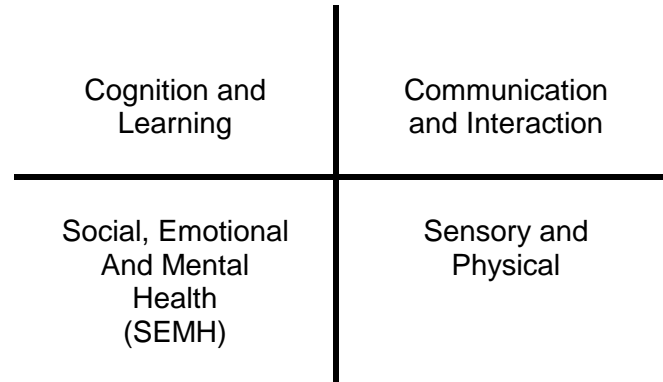 Cognition and
Learning
Communication
and Interaction
Social, Emotional
And Mental
Health
(SEMH)
Sensory and
Physical